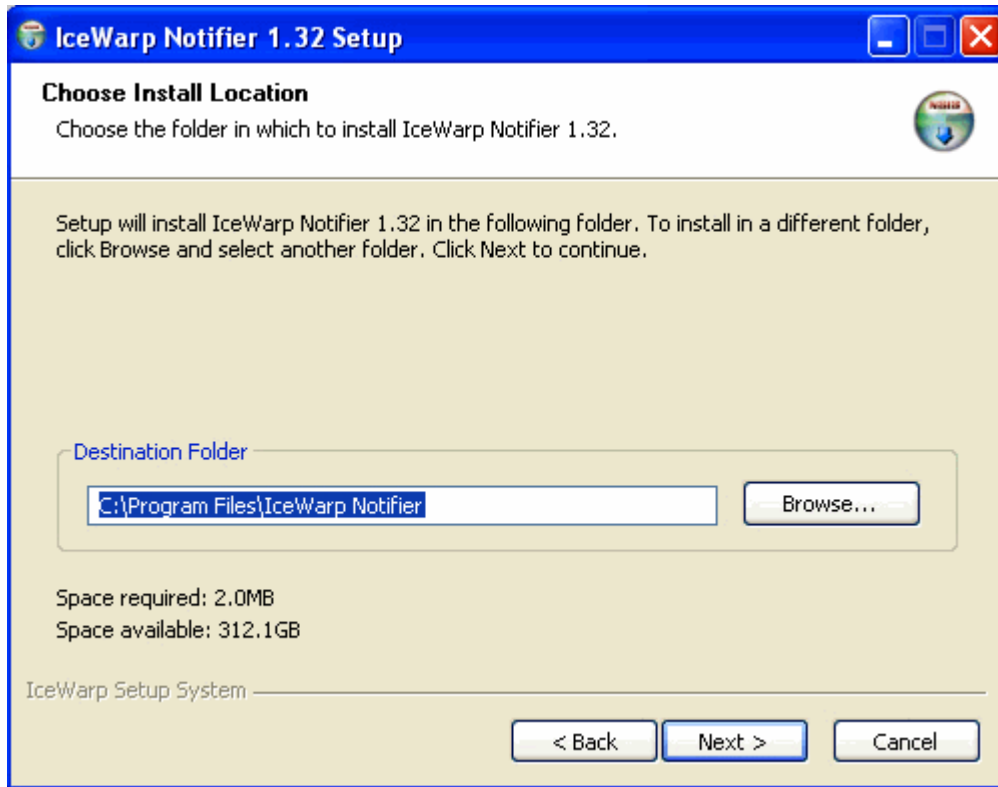 IceWarp Notifier 1.32 Setup
Choose Install Location
Choose the folder in which to install IceWarp Notifier 1.32.
Setup will install IceWarp Notifier 1.32 in the following folder. To install in a different folder,
click Browse and select another folder. Click Next to continue.
Destination Folder
C:\Program Files\IceWarp Notifier
Browse...
Space required: 2.0MB
Space available: 312.1GB
IceWarp Setup System
< Back
Next >
Cancel